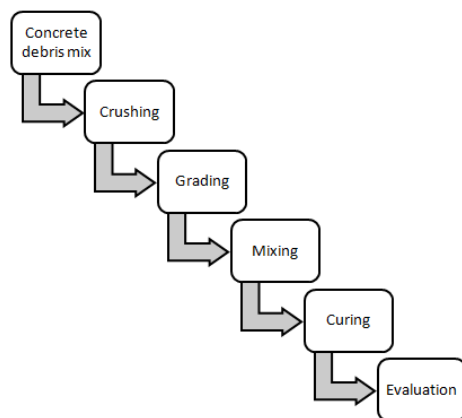 Concrete
debris mix
Crushing
Grading
Mixing
Curing
Evaluation